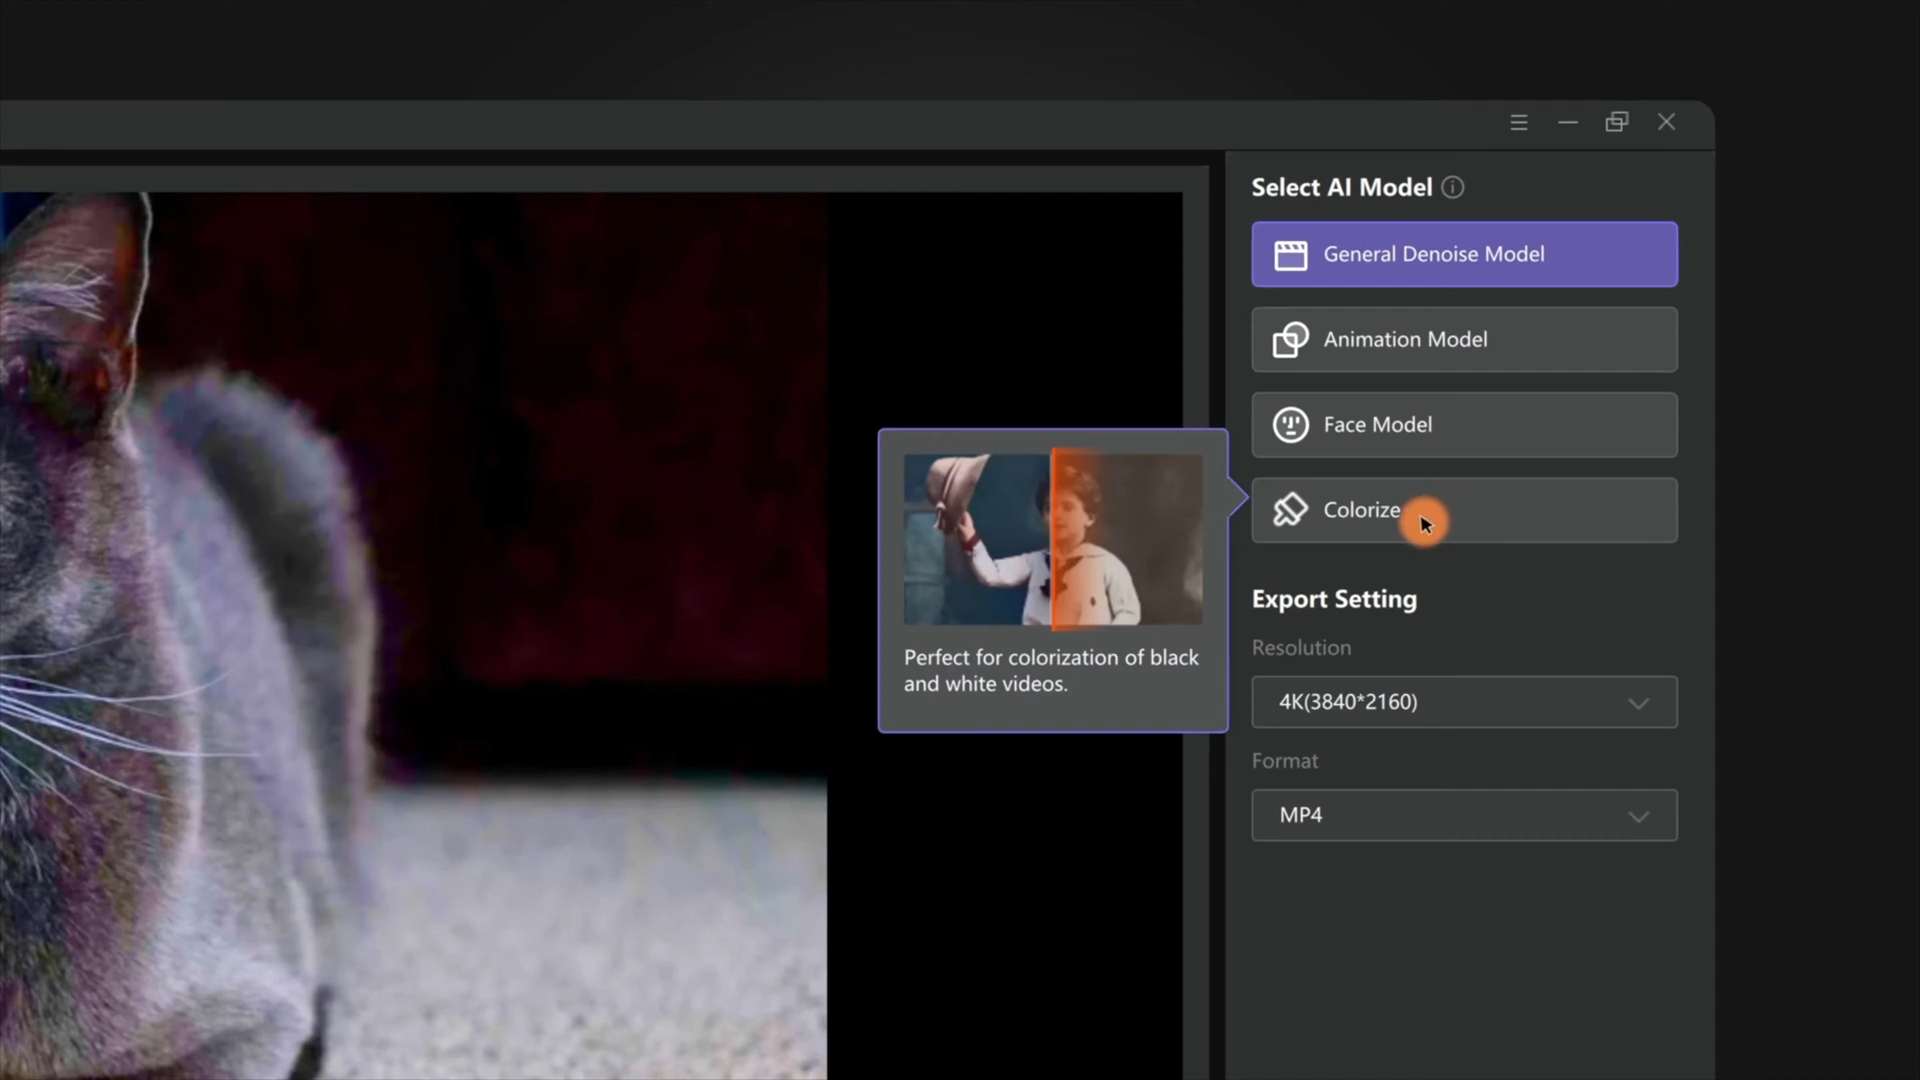 Select AI Model
General Denoise Model
Animation Model
Face Model
Colorize
Perfect for colorization of black
and white videos.
Export Setting
Resolution
4K(3840*2160)
Format
MP4